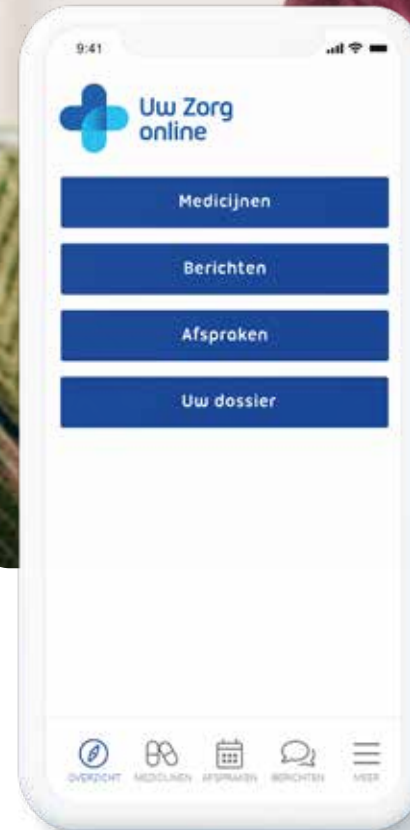 9:41
Uw Zorg
online
Medicijnen
Berichten
Afspraken
Uw dossier
OVERZICHT MEDICIJNEN AFSPRAKEN BERICHTEN MEER